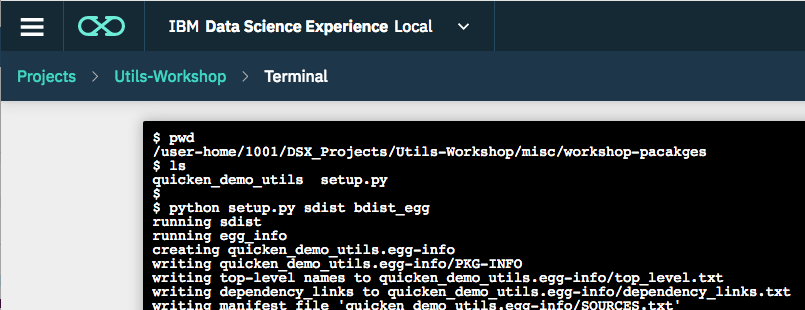 IBM Data Science Experience Local
Projects > Utils-Workshop > Terminal
$ pwd
/user-home/1001/DSX_Projects/Utils-Workshop/misc/workshop-pacakges
$ ls
quicken_demo_utils  setup.py
$
$ python setup.py sdist bdist_egg
running sdist
running egg_info
creating quicken_demo_utils.egg-info
writing quicken_demo_utils.egg-info/PKG-INFO
writing top-level names to quicken_demo_utils.egg-info/top_level.txt
writing dependency_links to quicken_demo_utils.egg-info/dependency_links.txt
writing manifest file 'quicken_demo_utils.egg-info/SOURCES.txt'